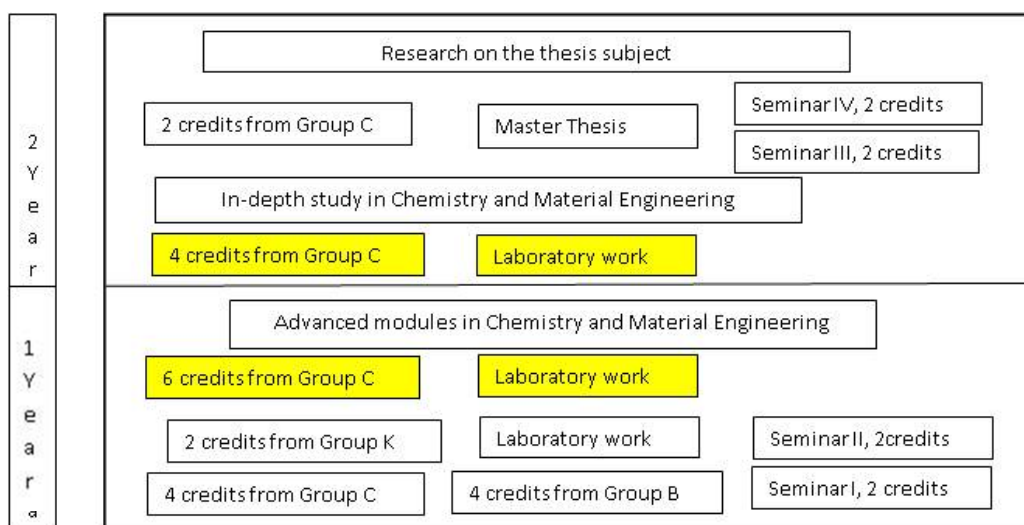 Research on the thesis subject
Seminar IV, 2 credits
2 credits from Group C
Master Thesis
Seminar III, 2 credits
2
Y
e
a
r
In-depth study in Chemistry and Material Engineering
4 credits from Group C
Laboratory work
Advanced modules in Chemistry and Material Engineering
1
Y
e
a
r
6 credits from Group C
Laboratory work
2 credits from Group K
Laboratory work
Seminar II, 2credits
4 credits from Group C
4 credits from Group B
Seminar I, 2 credits